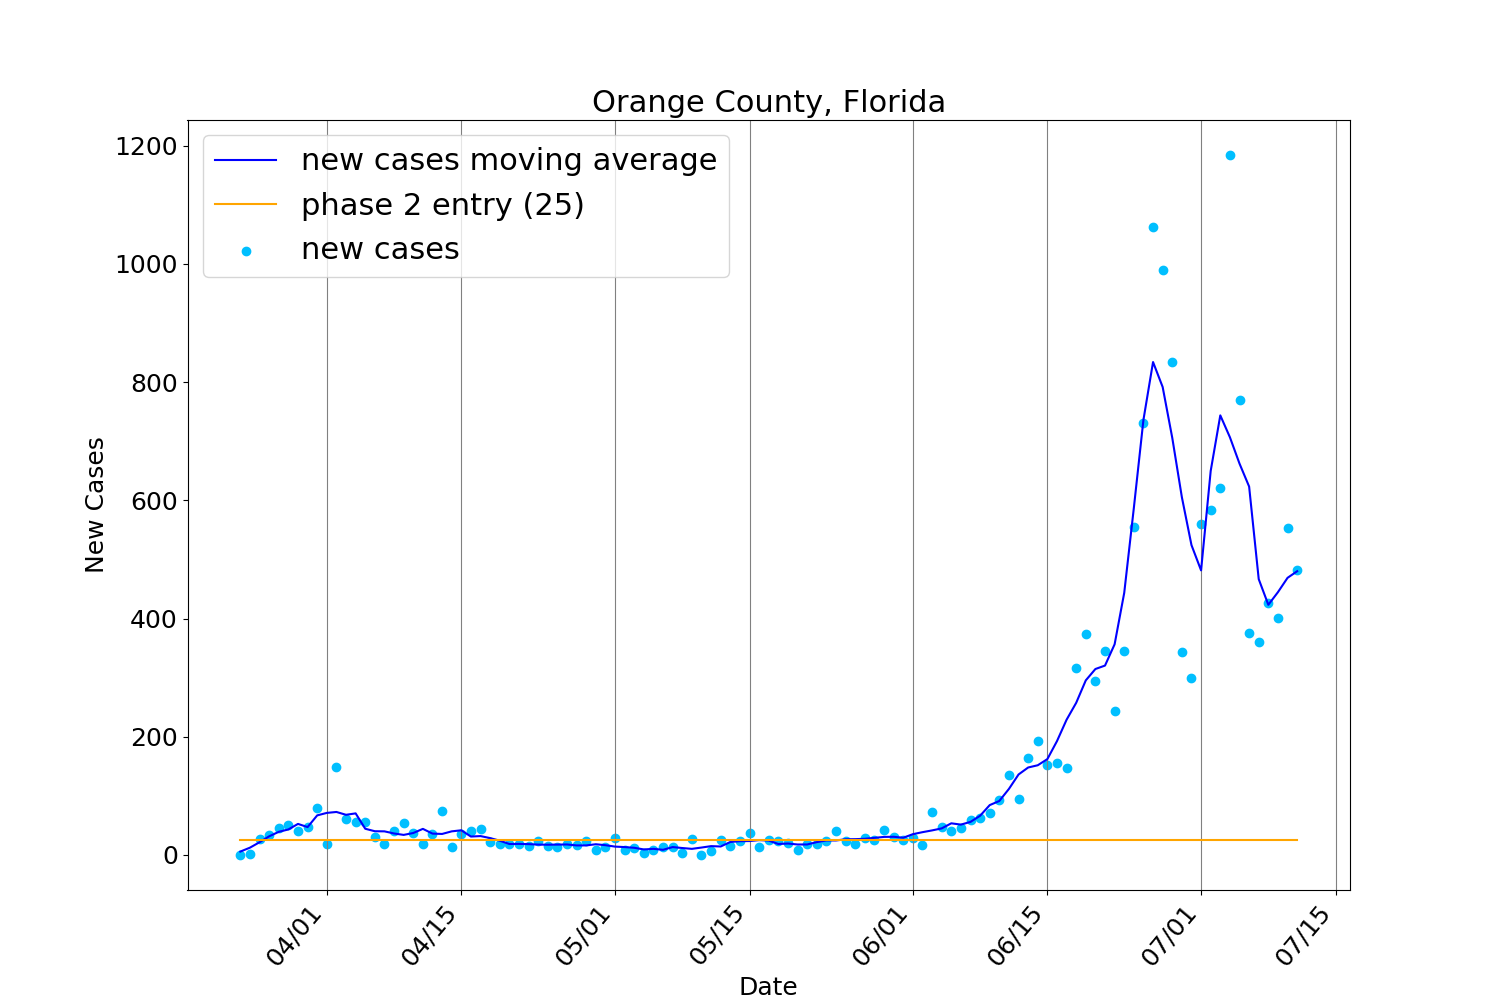 Orange County, Florida
new cases moving average
phase 2 entry (25)
new cases
1200
1000
800
600
400
200
0
New Cases
04/01
04/15
05/01
05/15
06/01
06/15
07/01
07/15
Date